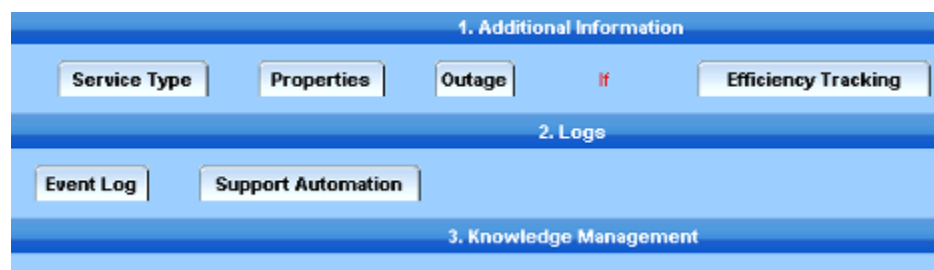 1. Additional Information
Service Type Properties Outage If Efficiency Tracking
2. Logs
Event Log Support Automation
3. Knowledge Management